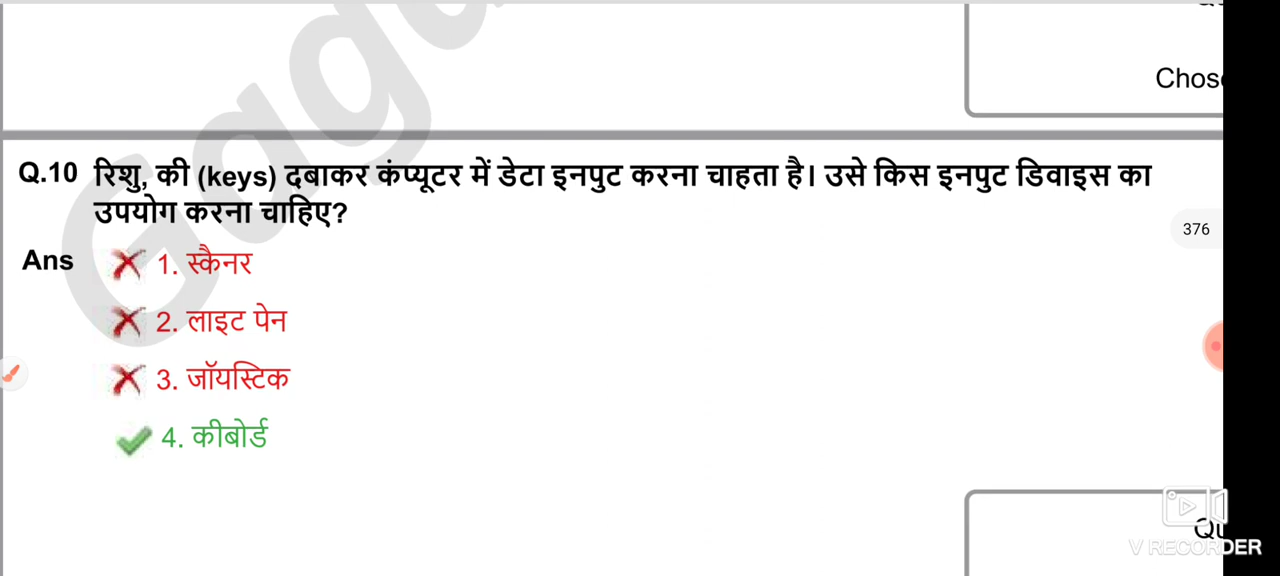 Chos
Q.10 रिशु, की (keys) दबाकर कंप्यूटर में डेटा इनपुट करना चाहता है। उसे किस इनपुट डिवाइस का
उपयोग करना चाहिए?
376
Ans 1. स्कैनर
2. लाइट पेन
3. जॉयस्टिक
4. कीबोर्ड
Qu
V RECORDER